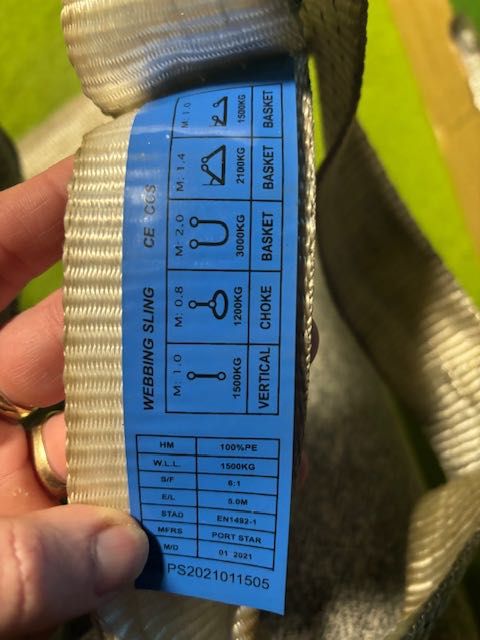 WEBBING SLING CE CCS
M: 1.0 M: 0.8 M: 2.0 M: 1.4 M: 1.0
1500KG 1200KG 3000KG 2100KG 1500KG
VERTICAL CHOKE BASKET BASKET BASKET
HM 100%PE
W.L.L. 1500KG
S/F 6:1
E/L 5.0M
STAD EN1492-1
MFRS PORT STAR
M/D 01 2021
PS2021011505